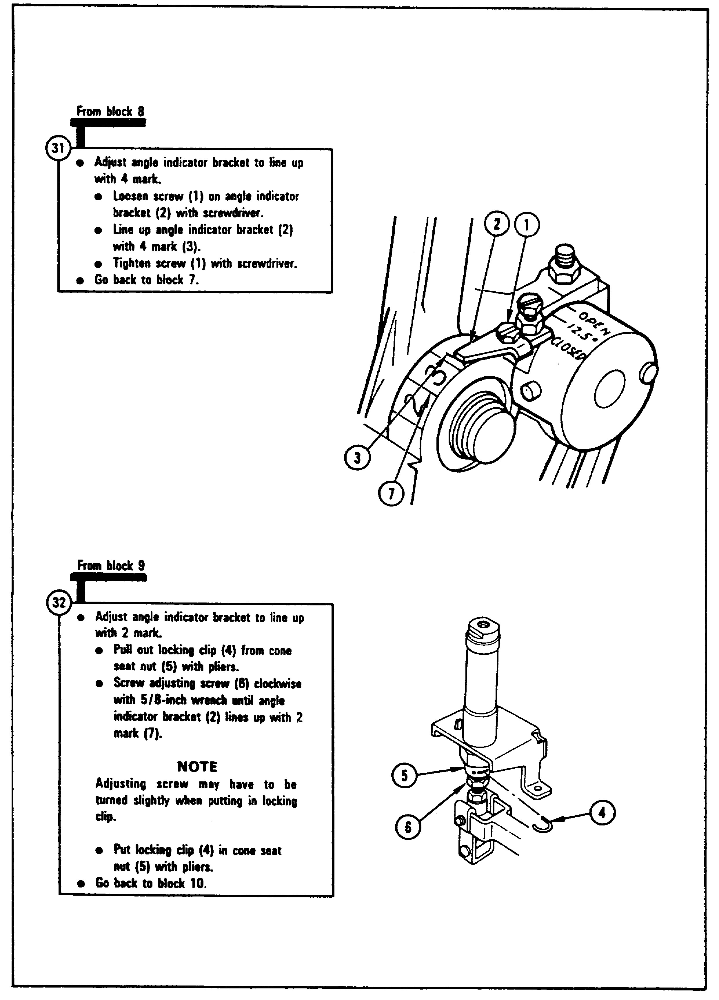 From block 8
31
● Adjust angle indicator bracket to line up
with 4 mark.
● Loosen screw (1) on angle indicator
bracket (2) with screwdriver.
● Line up angle indicator bracket (2)
with 4 mark (3).
● Tighten screw (1) with screwdriver.
● Go back to block 7.
2 1
OPEN
12.5°
CLOSED
3
2
3
7
From block 9
32
● Adjust angle indicator bracket to line up
with 2 mark.
● Pull out locking clip (4) from cone
seat nut (5) with pliers.
● Screw adjusting screw (6) clockwise
with 5/8-inch wrench until angle
indicator bracket (2) lines up with 2
mark (7).
NOTE
Adjusting screw may have to be
turned slightly when putting in locking
clip.
● Put locking clip (4) in cone seat
nut (5) with pliers.
● Go back to block 10.
5
6
4